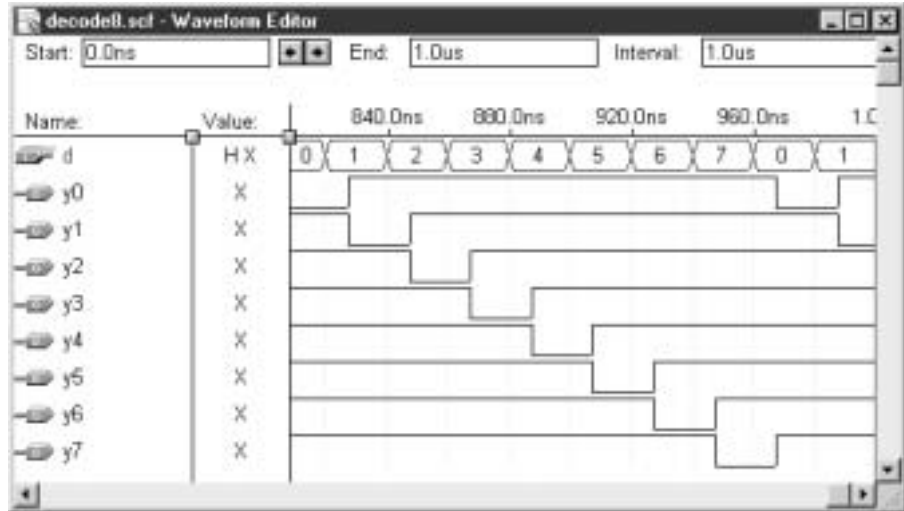 decode8.scf - Waveform Editor
Start: 0.0ns End: 1.0us Interval: 1.0us
Name: Value: 840.0ns 880.0ns 920.0ns 960.0ns 1.0
d H X 0 1 2 3 4 5 6 7 0 1
y0 X
y1 X
y2 X
y3 X
y4 X
y5 X
y6 X
y7 X